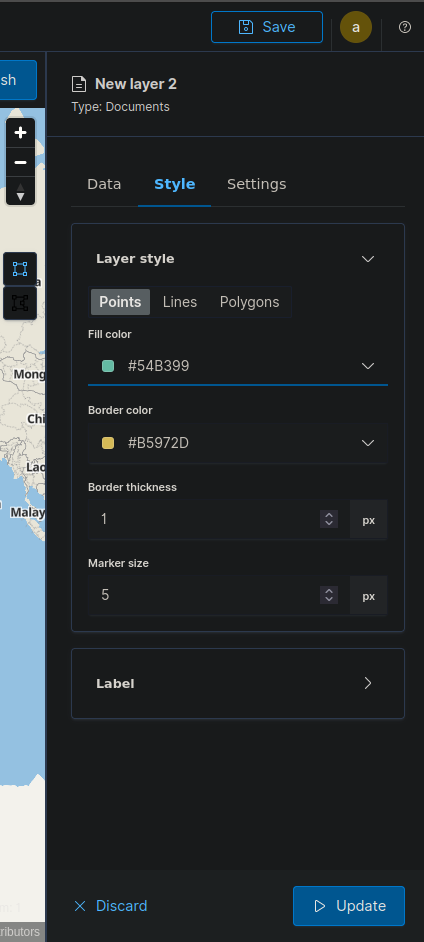 Save
a
sh
New layer 2
Type: Documents
Data Style Settings
Layer style
Points Lines Polygons
Fill color
#54B399
Border color
#B5972D
Border thickness
1 px
Marker size
5 px
Label
Mong
Chi
Lao
Malay
Discard Update
tributors